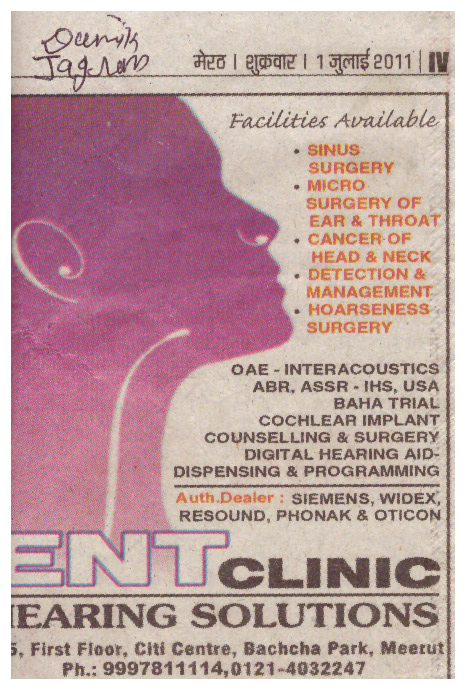 Dainik
Jagran
मेरठ । शुक्रवार । 1 जुलाई 2011 | IV
Facilities Available
• SINUS
SURGERY
• MICRO
SURGERY OF
EAR & THROAT
• CANCER OF
HEAD & NECK
• DETECTION &
MANAGEMENT
• HOARSENESS
SURGERY
OAE - INTERACOUSTICS
ABR, ASSR - IHS, USA
BAHA TRIAL
COCHLEAR IMPLANT
COUNSELLING & SURGERY
DIGITAL HEARING AID-
DISPENSING & PROGRAMMING
Auth.Dealer : SIEMENS, WIDEX,
RESOUND, PHONAK & OTICON
ENT CLINIC
EARING SOLUTIONS
5, First Floor, Citi Centre, Bachcha Park, Meerut
Ph.: 9997811114,0121-4032247